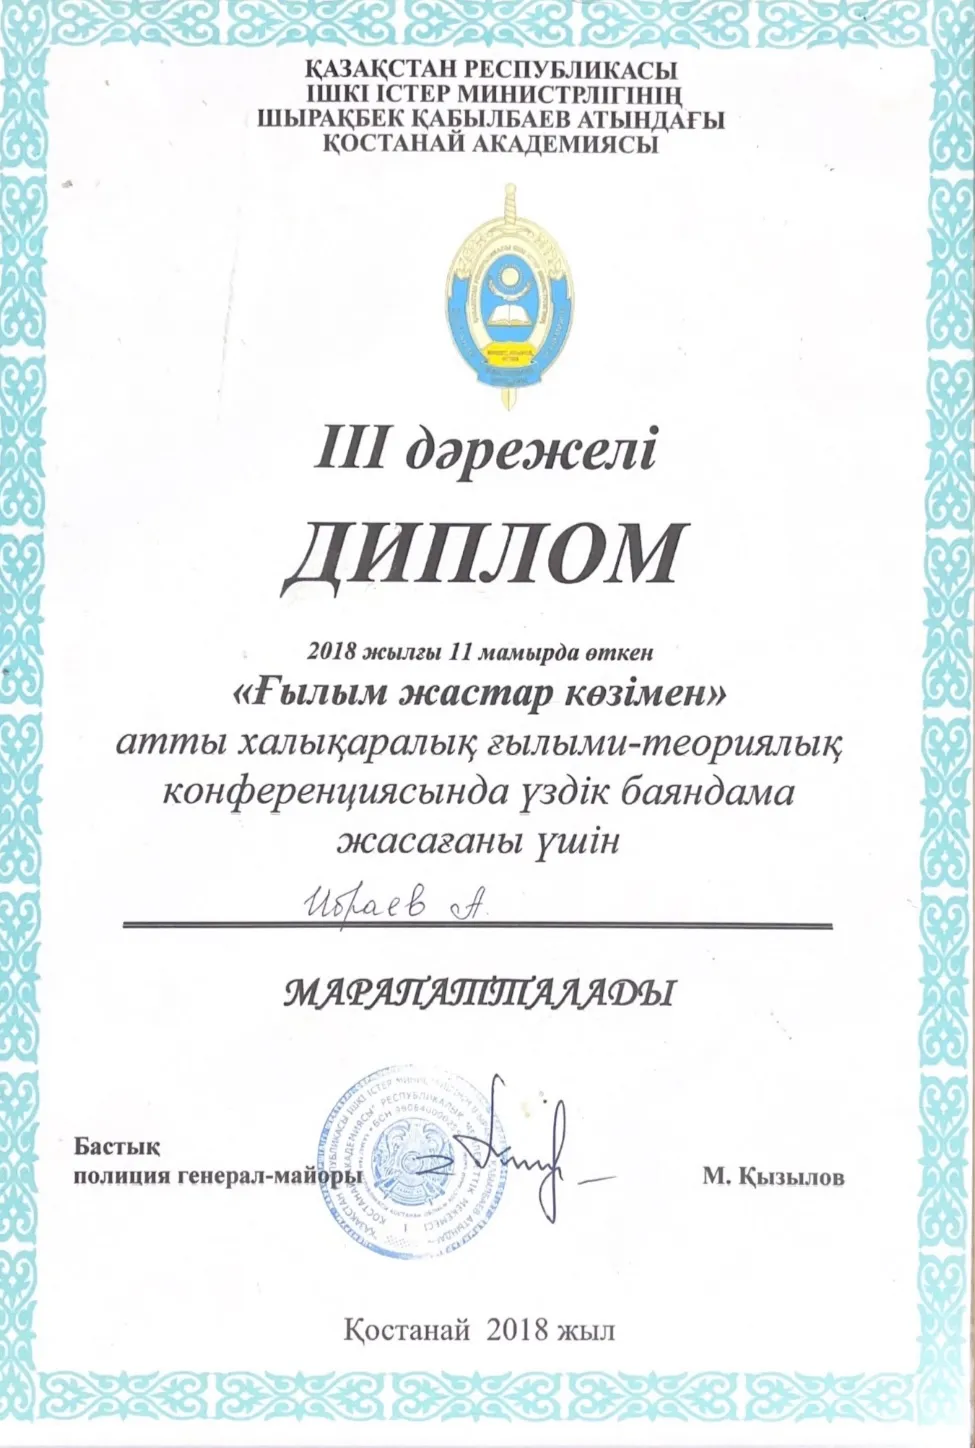 ҚАЗАҚСТАН РЕСПУБЛИКАСЫ
ІШКІ ІСТЕР МИНИСТРЛІГІНІҢ
ШЫРАҚБЕК ҚАБЫЛБАЕВ АТЫНДАҒЫ
ҚОСТАНАЙ АКАДЕМИЯСЫ
III дәрежелі
ДИПЛОМ
2018 жылғы 11 мамырда өткен
«Ғылым жастар көзімен»
атты халықаралық ғылыми-теориялық
конференциясында үздік баяндама
жасағаны үшін
Ибраев А.
МАРАПАТТАЛАДЫ
Бастық
полиция генерал-майоры
М. Қызылов
Қостанай 2018 жыл